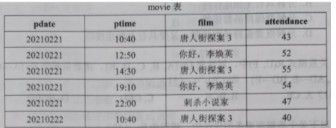 movie 表
pdate ptime film attendance
20210221 10:40 唐人街探案 3 43
20210221 12:50 你好，李焕英 52
20210221 14:30 唐人街探案 3 55
20210221 19:10 你好，李焕英 54
20210221 22:00 刺杀小说家 47
20210222 10:40 唐人街探案 3 40